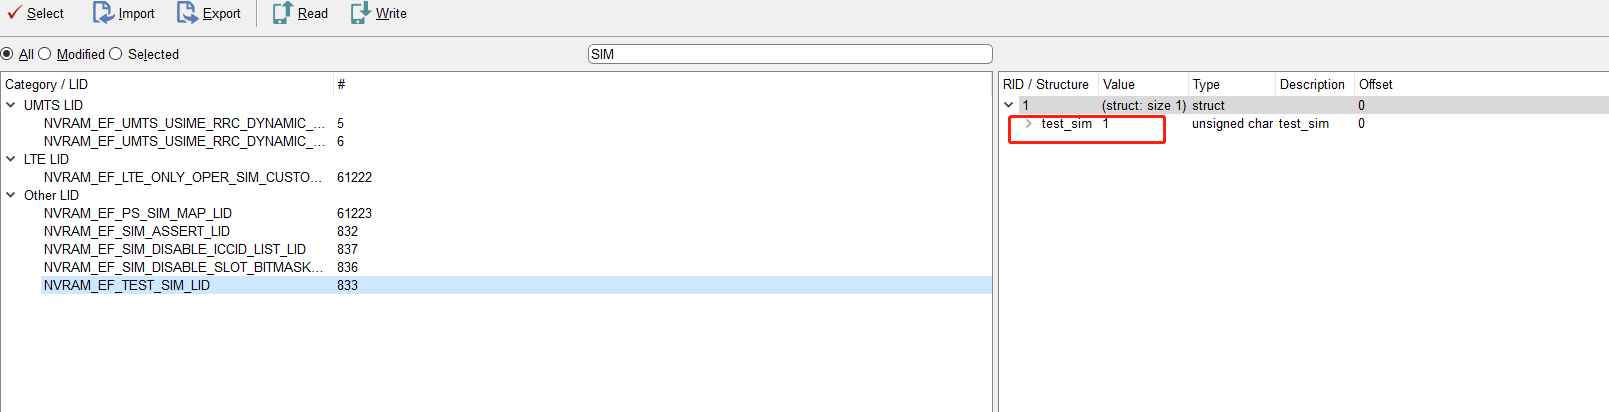 Select Import Export Read Write
All Modified Selected SIM
Category / LID #
UMTS LID
NVRAM_EF_UMTS_USIME_RRC_DYNAMIC_... 5
NVRAM_EF_UMTS_USIME_RRC_DYNAMIC_... 6
LTE LID
NVRAM_EF_LTE_ONLY_OPER_SIM_CUSTO... 61222
Other LID
NVRAM_EF_PS_SIM_MAP_LID 61223
NVRAM_EF_SIM_ASSERT_LID 832
NVRAM_EF_SIM_DISABLE_ICCID_LIST_LID 837
NVRAM_EF_SIM_DISABLE_SLOT_BITMASK... 836
NVRAM_EF_TEST_SIM_LID 833
RID / Structure Value Type Description Offset
1 (struct: size 1) struct 0
test_sim 1 unsigned char test_sim 0